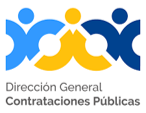 Dirección General
Contrataciones Públicas